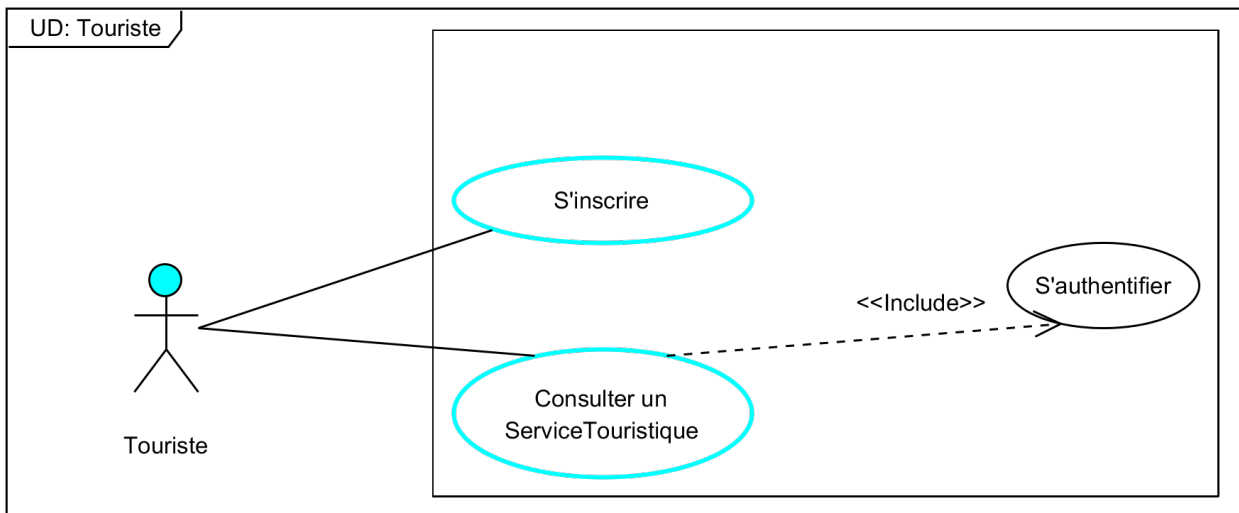 UD: Touriste
S'inscrire
S'authentifier
<<Include>>
Consulter un
ServiceTouristique
Touriste